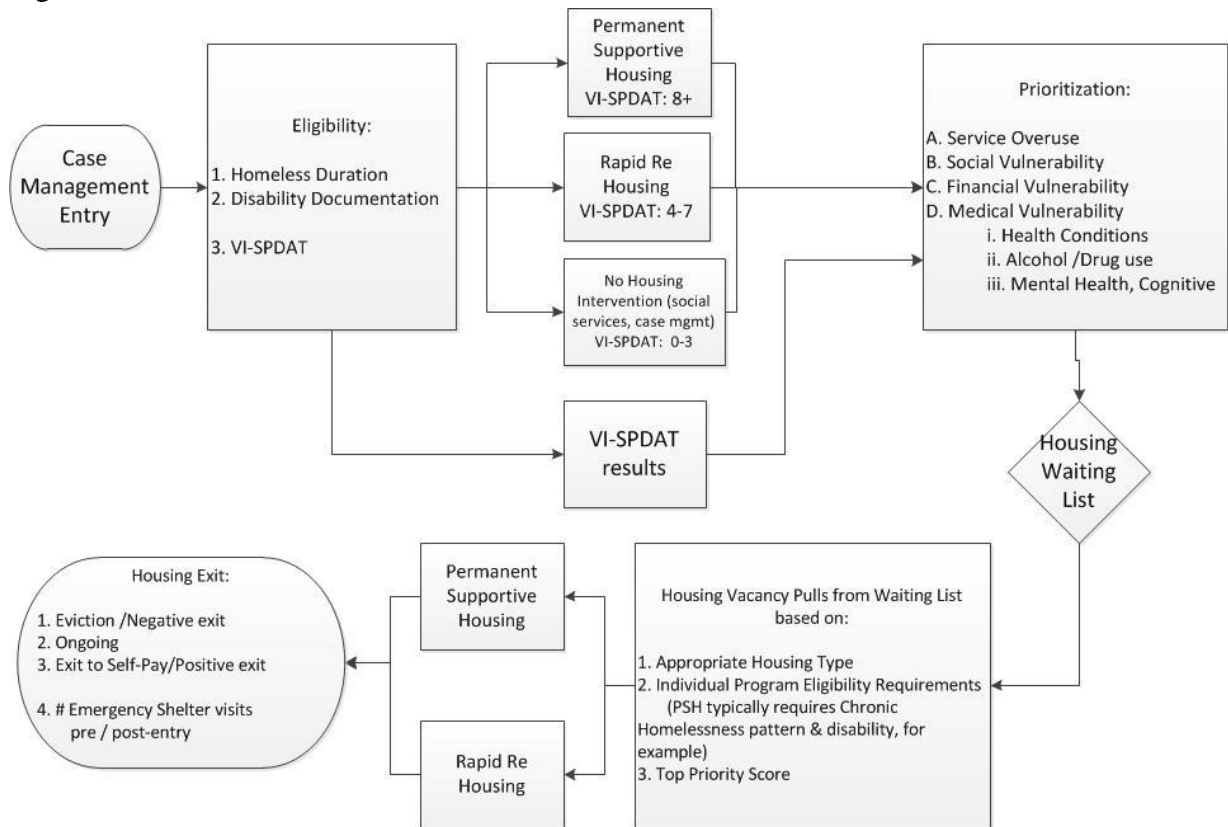 Case
Management
Entry
Eligibility:
1. Homeless Duration
2. Disability Documentation
3. VI-SPDAT
Permanent
Supportive
Housing
VI-SPDAT: 8+
Rapid Re
Housing
VI-SPDAT: 4-7
No Housing
Intervention (social
services, case mgmt)
VI-SPDAT: 0-3
VI-SPDAT
results
Prioritization:
A. Service Overuse
B. Social Vulnerability
C. Financial Vulnerability
D. Medical Vulnerability
i. Health Conditions
ii. Alcohol /Drug use
iii. Mental Health, Cognitive
Housing
Waiting
List
Housing Vacancy Pulls from Waiting List
based on:
1. Appropriate Housing Type
2. Individual Program Eligibility Requirements
(PSH typically requires Chronic
Homelessness pattern & disability, for
example)
3. Top Priority Score
Permanent
Supportive
Housing
Rapid Re
Housing
Housing Exit:
1. Eviction /Negative exit
2. Ongoing
3. Exit to Self-Pay/Positive exit
4. # Emergency Shelter visits
pre / post-entry